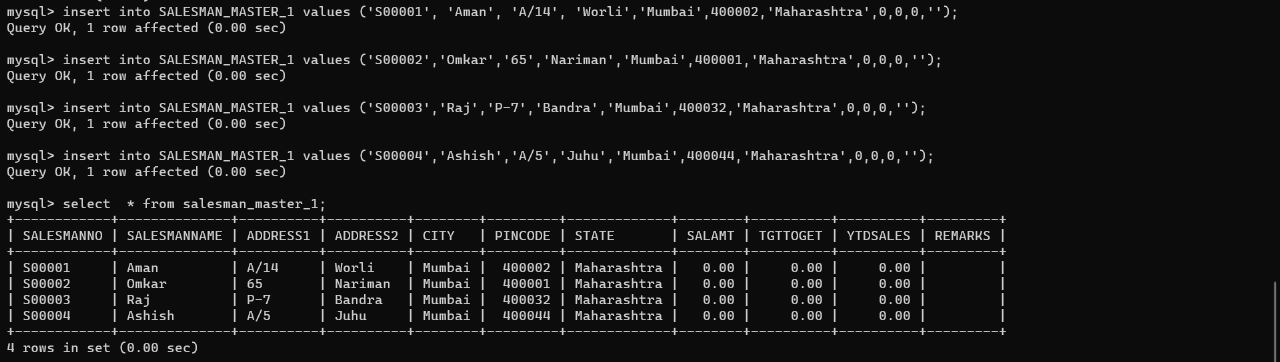 mysql> insert into SALESMAN_MASTER_1 values ('S00001', 'Aman', 'A/14', 'Worli','Mumbai',400002,'Maharashtra',0,0,0,'');
Query OK, 1 row affected (0.00 sec)

mysql> insert into SALESMAN_MASTER_1 values ('S00002','Omkar','65','Nariman','Mumbai',400001,'Maharashtra',0,0,0,'');
Query OK, 1 row affected (0.00 sec)

mysql> insert into SALESMAN_MASTER_1 values ('S00003','Raj','P-7','Bandra','Mumbai',400032,'Maharashtra',0,0,0,'');
Query OK, 1 row affected (0.00 sec)

mysql> insert into SALESMAN_MASTER_1 values ('S00004','Ashish','A/5','Juhu','Mumbai',400044,'Maharashtra',0,0,0,'');
Query OK, 1 row affected (0.00 sec)

mysql> select  * from salesman_master_1;
+------------+--------------+----------+----------+--------+---------+-------------+--------+----------+----------+---------+
| SALESMANNO | SALESMANNAME | ADDRESS1 | ADDRESS2 | CITY   | PINCODE | STATE       | SALAMT | TGTTOGET | YTDSALES | REMARKS |
+------------+--------------+----------+----------+--------+---------+-------------+--------+----------+----------+---------+
| S00001     | Aman         | A/14     | Worli    | Mumbai |  400002 | Maharashtra |   0.00 |     0.00 |     0.00 |         |
| S00002     | Omkar        | 65       | Nariman  | Mumbai |  400001 | Maharashtra |   0.00 |     0.00 |     0.00 |         |
| S00003     | Raj          | P-7      | Bandra   | Mumbai |  400032 | Maharashtra |   0.00 |     0.00 |     0.00 |         |
| S00004     | Ashish       | A/5      | Juhu     | Mumbai |  400044 | Maharashtra |   0.00 |     0.00 |     0.00 |         |
+------------+--------------+----------+----------+--------+---------+-------------+--------+----------+----------+---------+
4 rows in set (0.00 sec)